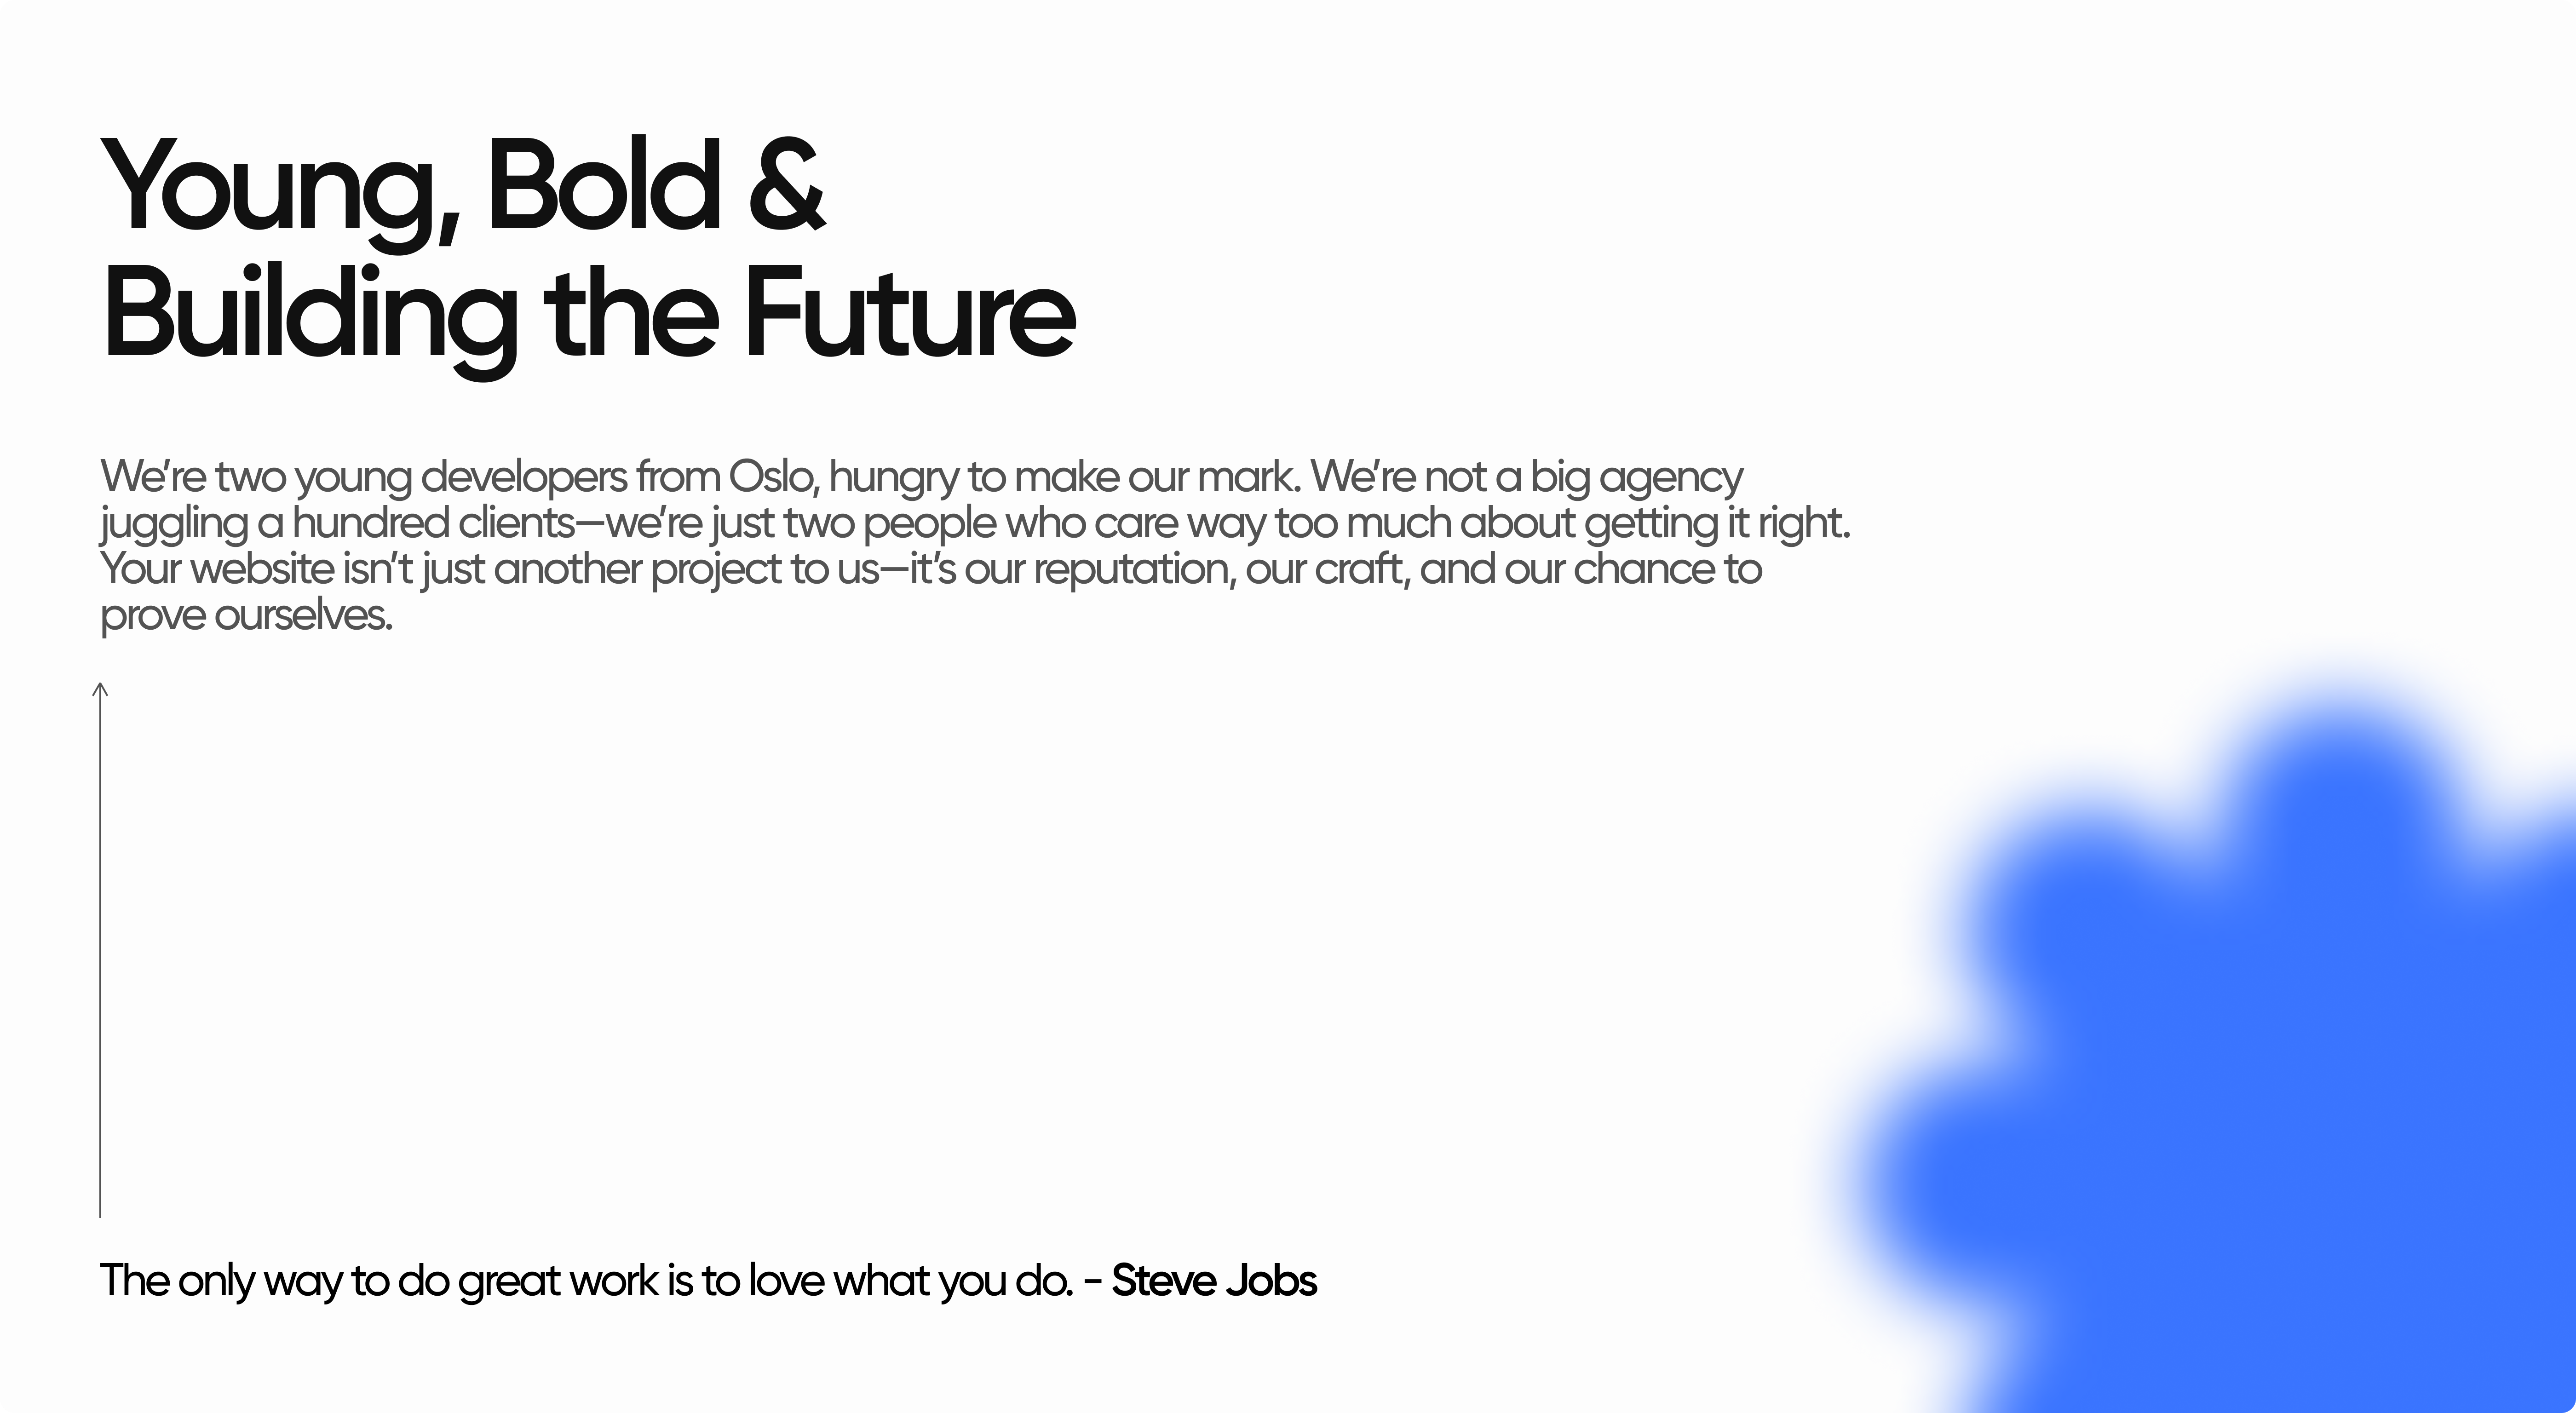 Young, Bold &
Building the Future
We’re two young developers from Oslo, hungry to make our mark. We’re not a big agency
juggling a hundred clients—we’re just two people who care way too much about getting it right.
Your website isn’t just another project to us—it’s our reputation, our craft, and our chance to
prove ourselves.
The only way to do great work is to love what you do. - Steve Jobs